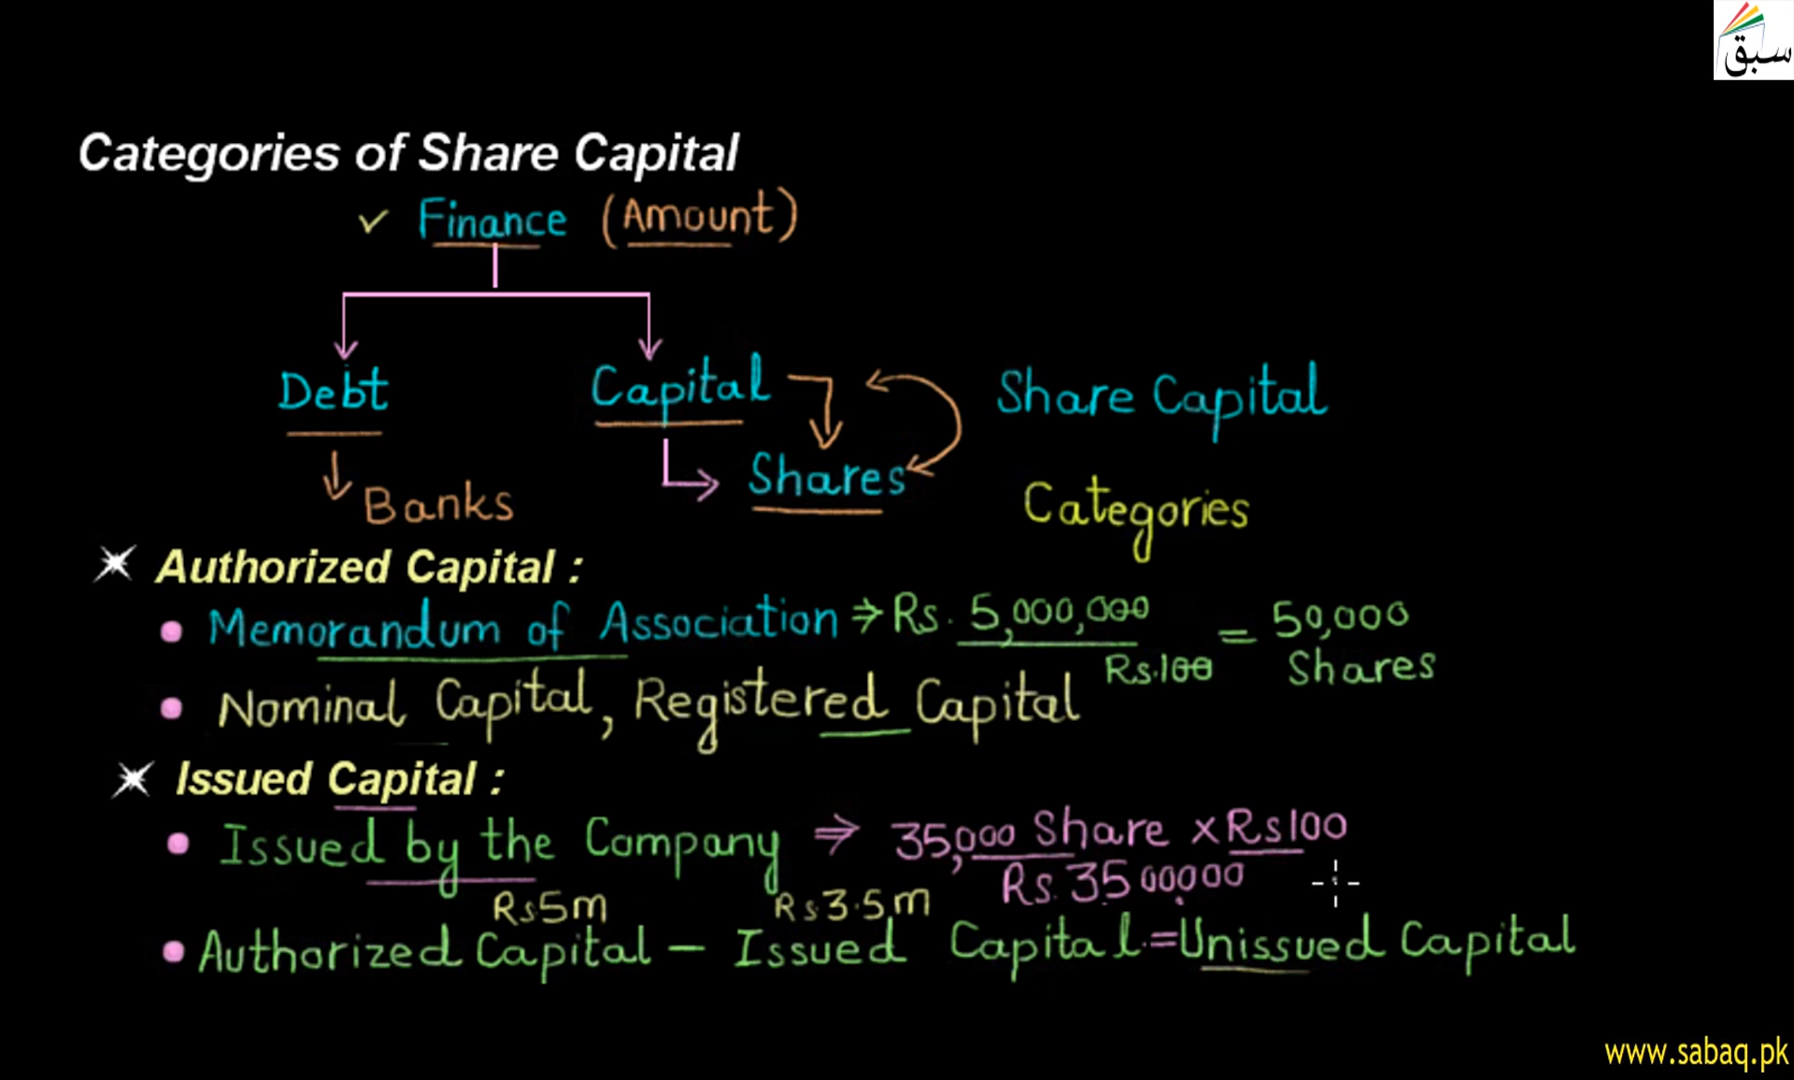 سبق
Categories of Share Capital
✓ Finance (Amount)
Debt Capital Share Capital
Banks Shares Categories
Authorized Capital :
• Memorandum of Association ⇒ Rs. 5,000,000 = 50,000
Rs.100 Shares
• Nominal Capital, Registered Capital
Issued Capital :
• Issued by the Company ⇒ 35,000 Share x Rs100
Rs. 3500000
Rs5m Rs3.5m
• Authorized Capital – Issued Capital = Unissued Capital
www.sabaq.pk